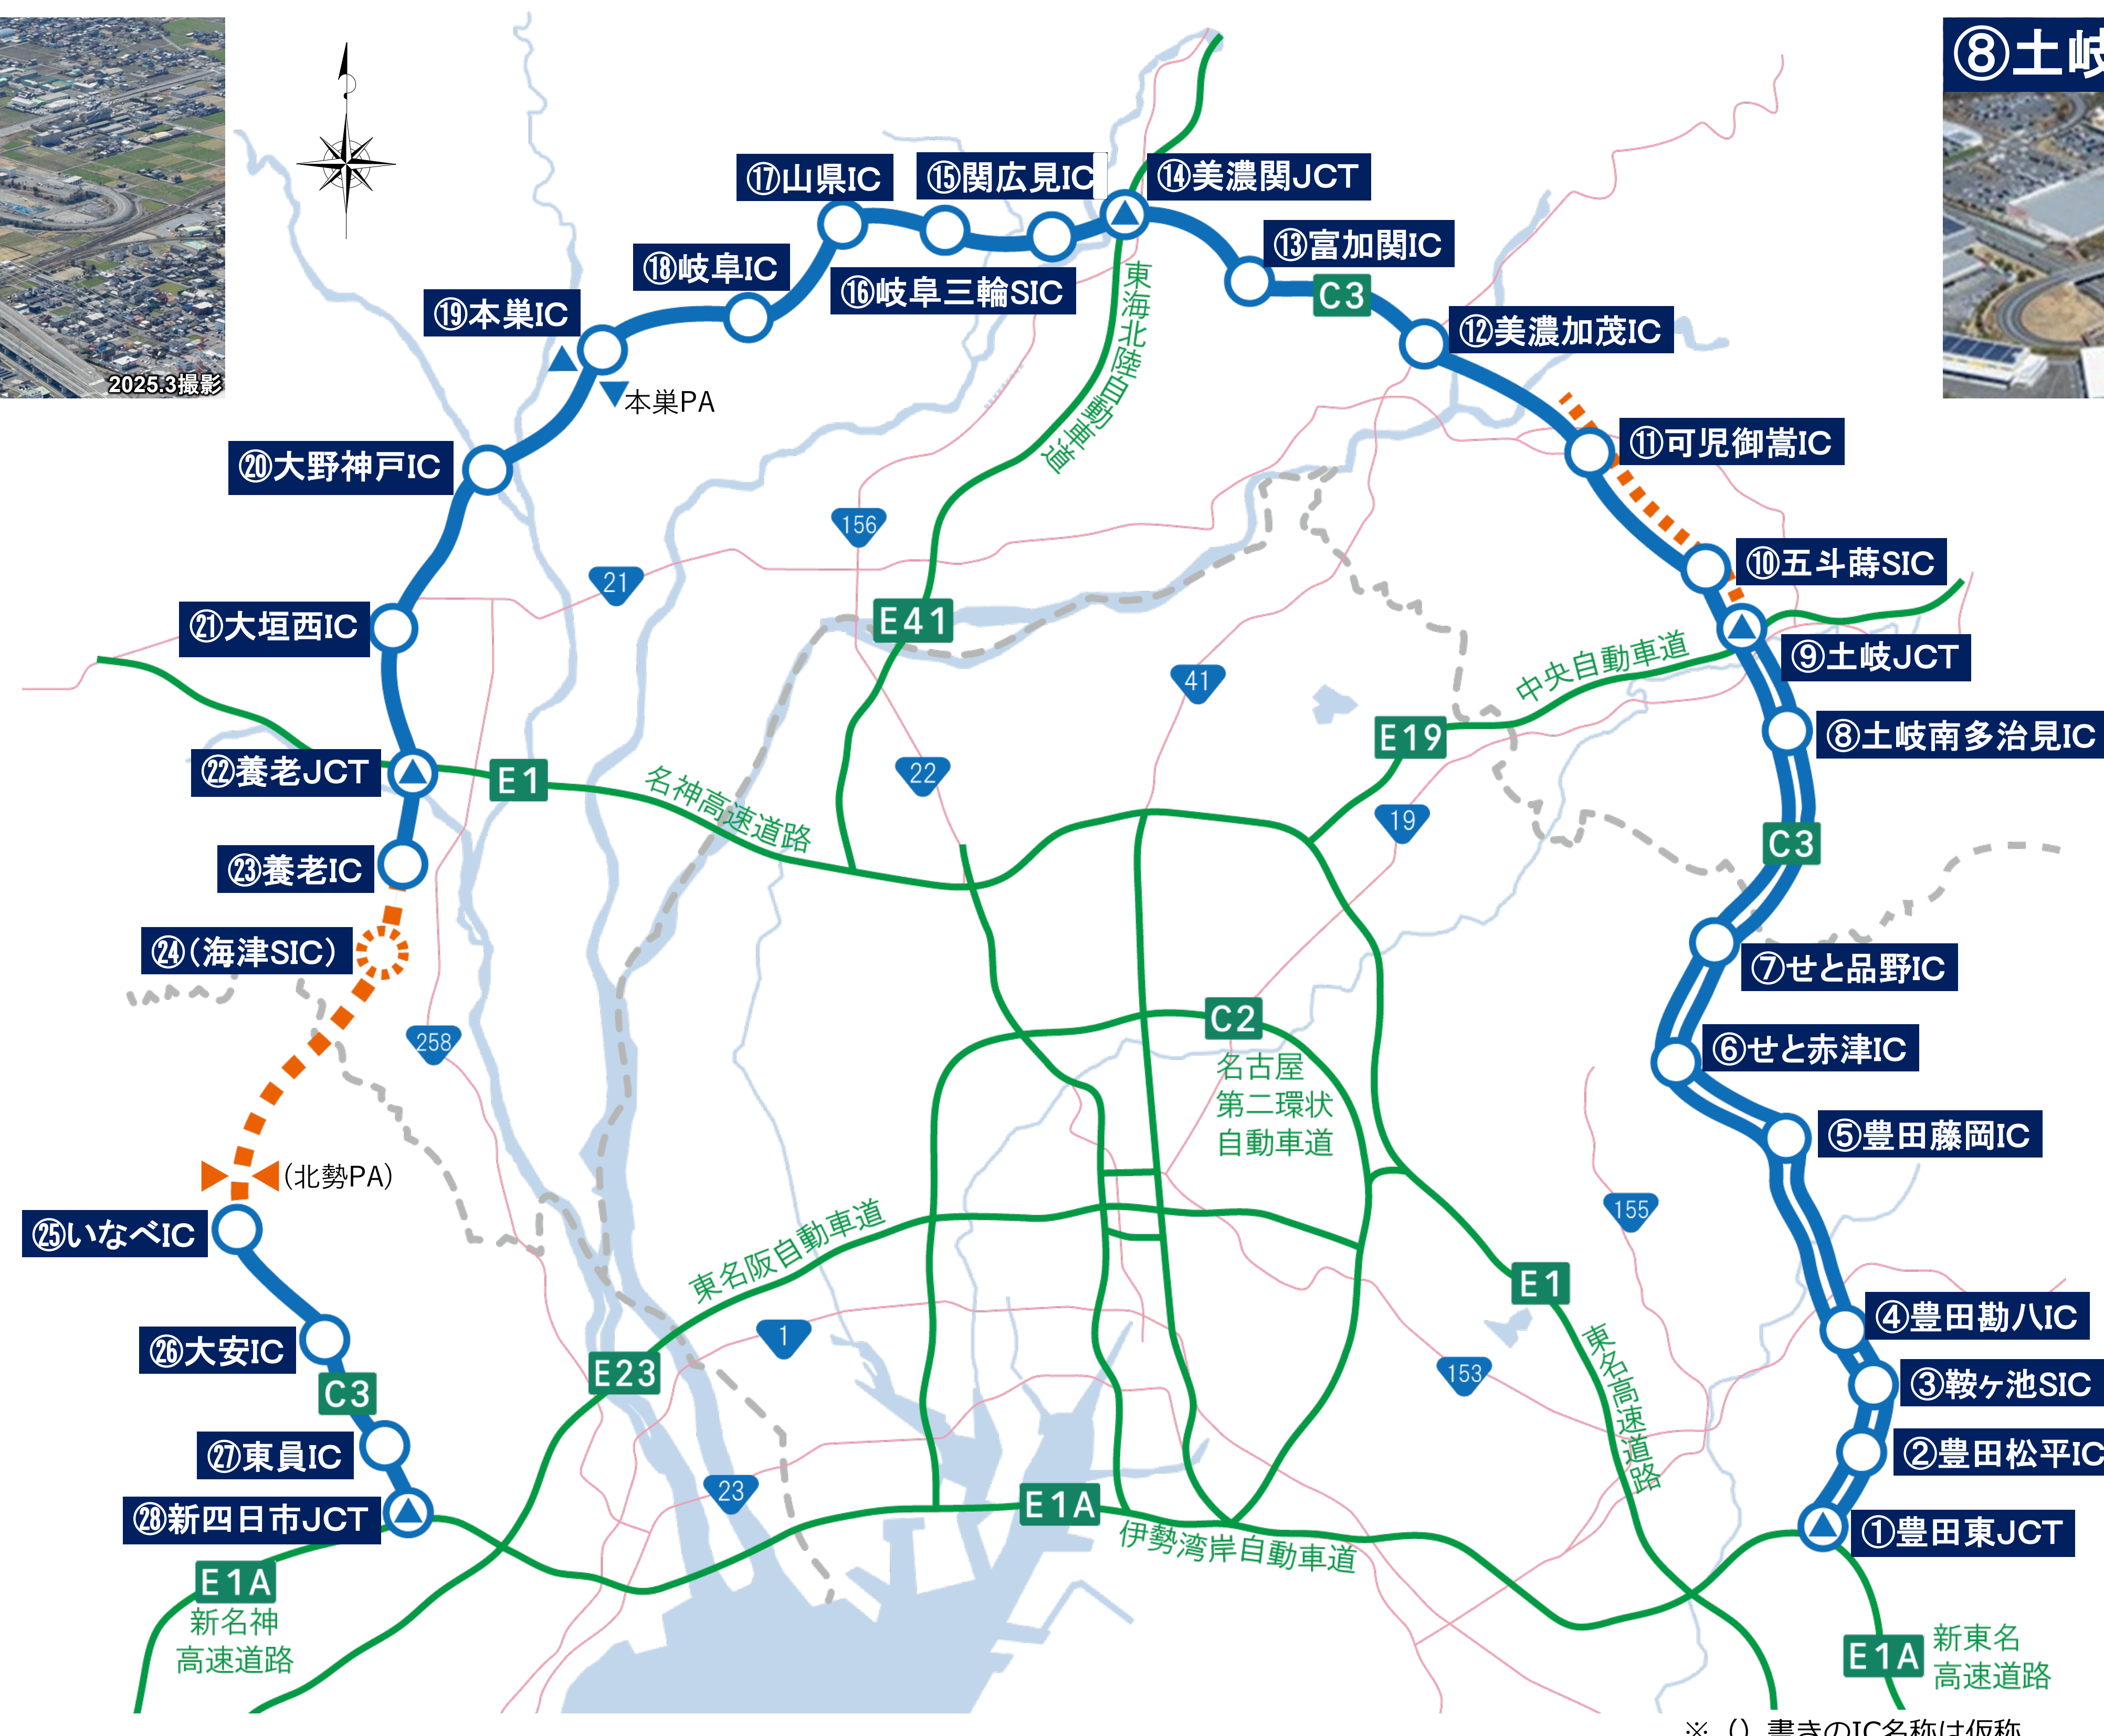 ⑧土岐
2025.3撮影
⑰山県IC
⑮関広見IC
⑭美濃関JCT
⑬富加関IC
⑱岐阜IC
⑯岐阜三輪SIC
C3
東海北陸自動車道
⑲本巣IC
本巣PA
⑫美濃加茂IC
⑪可児御嵩IC
⑳大野神戸IC
156
21
⑩五斗蒔SIC
㉑大垣西IC
E41
中央自動車道
⑨土岐JCT
41
E19
⑧土岐南多治見IC
㉒養老JCT
E1
名神高速道路
22
19
C3
㉓養老IC
㉔(海津SIC)
⑦せと品野IC
258
C2
名古屋
第二環状
自動車道
⑥せと赤津IC
⑤豊田藤岡IC
(北勢PA)
㉕いなべIC
東名阪自動車道
155
E1
④豊田勘八IC
㉖大安IC
1
E23
153
東名高速道路
③鞍ヶ池SIC
C3
㉗東員IC
②豊田松平IC
23
E1A
㉘新四日市JCT
伊勢湾岸自動車道
①豊田東JCT
E1A
新名神
高速道路
E1A
新東名
高速道路
※()書きのIC名称は仮称